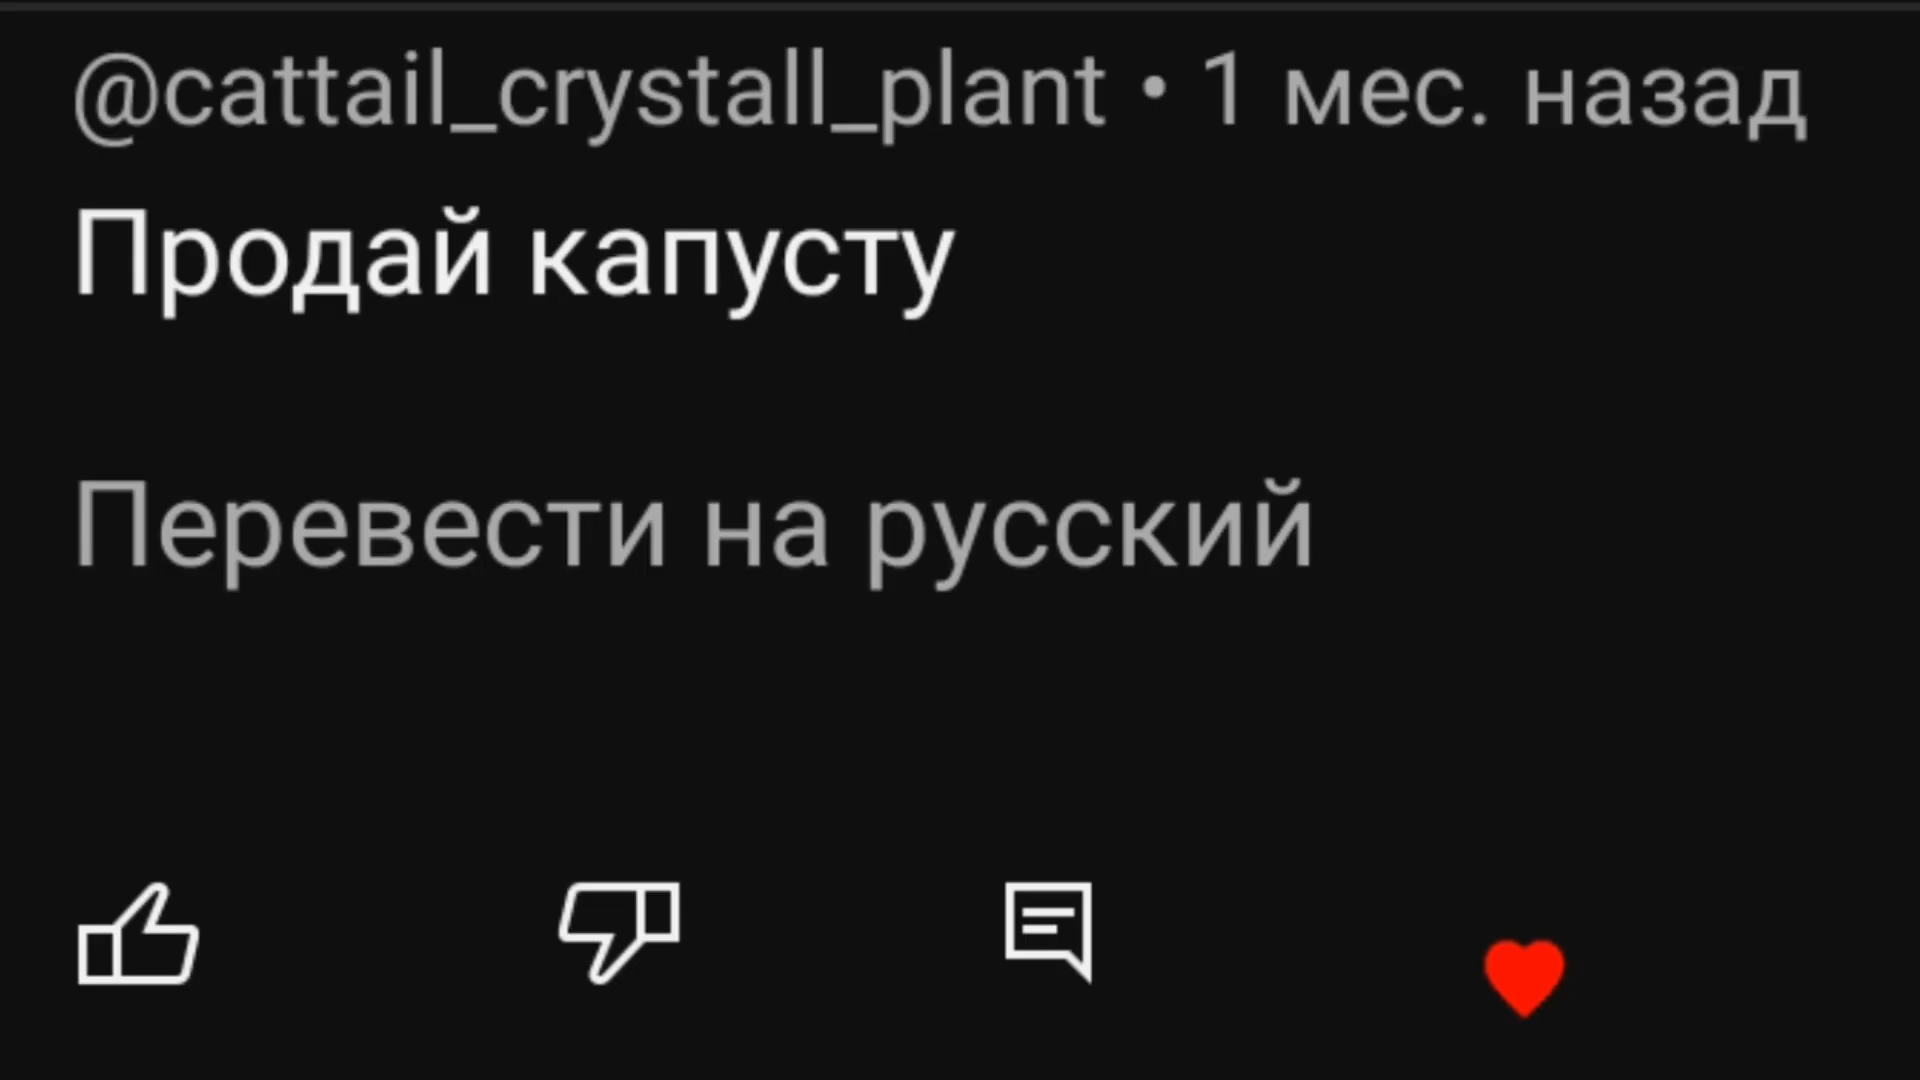 @cattail_crystall_plant • 1 мес. назад
Продай капусту
Перевести на русский